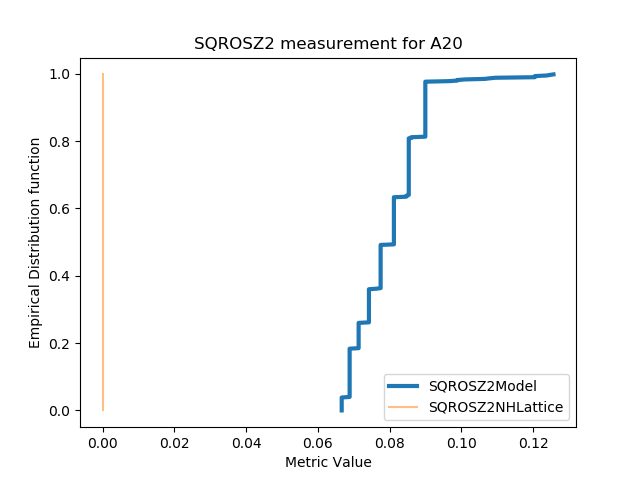 SQROSZ2 measurement for A20
Empirical Distribution function
1.0
0.8
0.6
0.4
0.2
0.0
0.00 0.02 0.04 0.06 0.08 0.10 0.12
Metric Value
SQROSZ2Model
SQROSZ2NHLattice